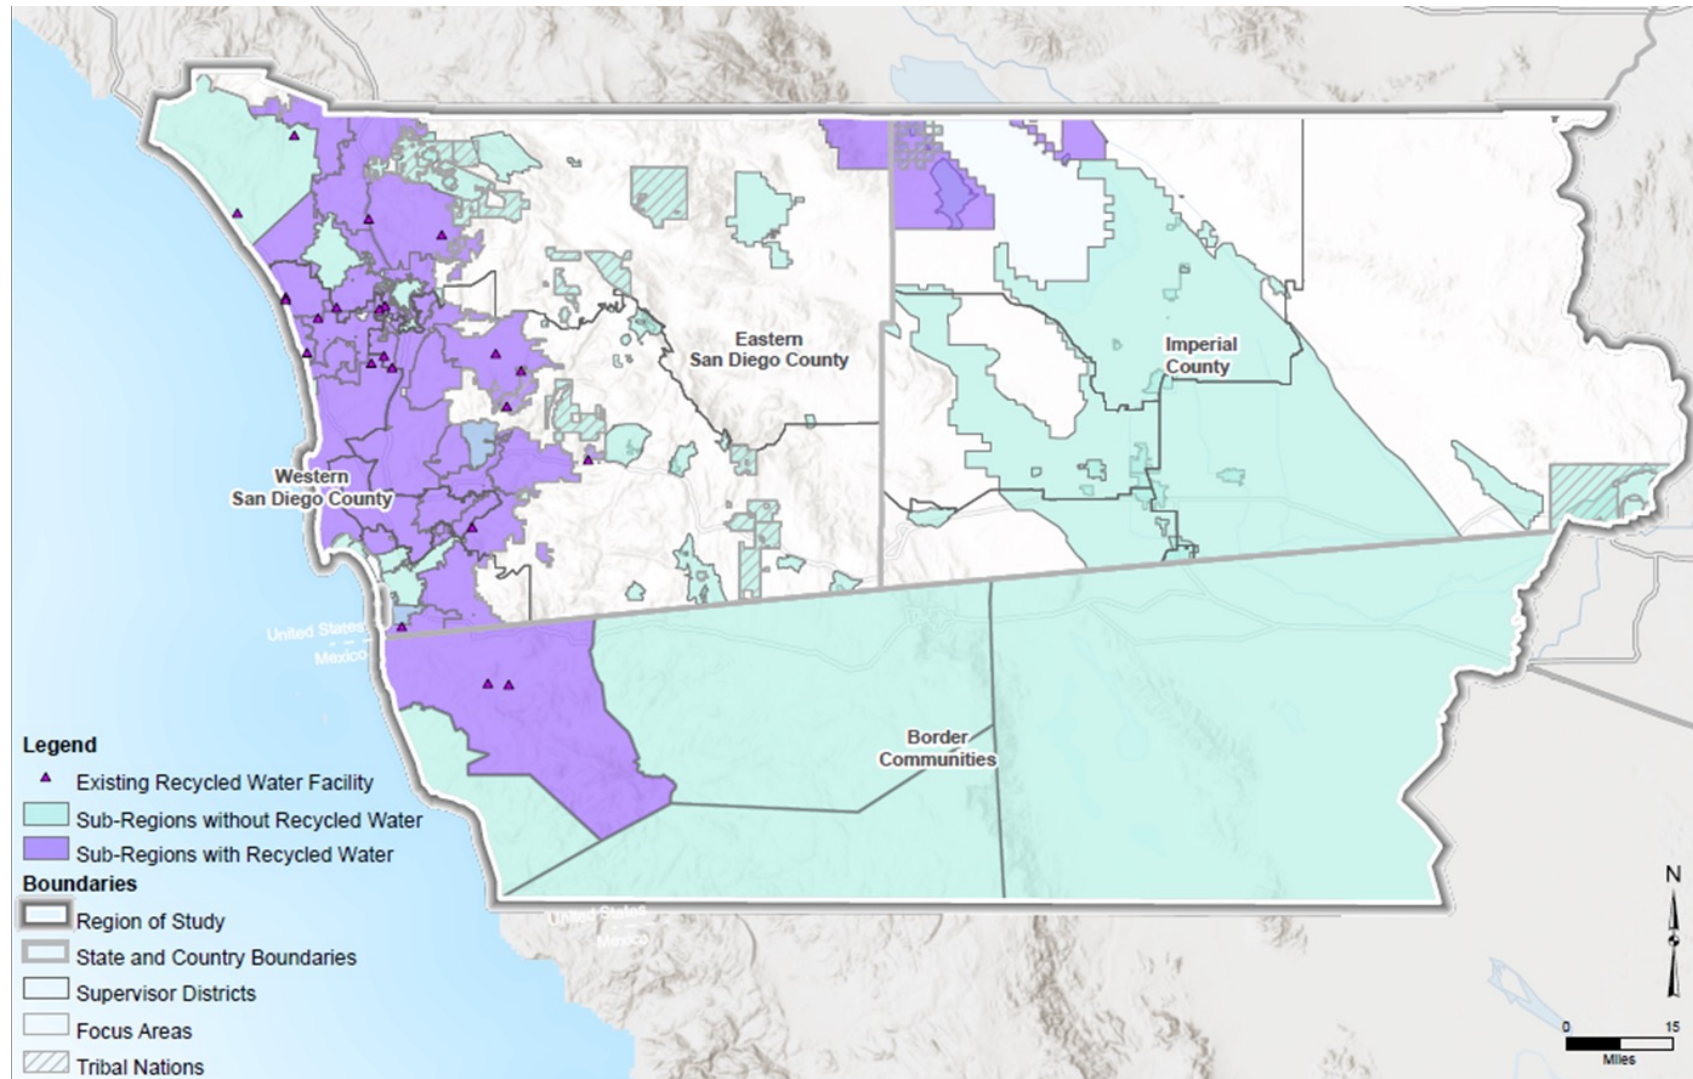 Eastern
San Diego County
Imperial
County
Western
San Diego County
United States
Mexico
Border
Communities
Legend
Existing Recycled Water Facility
Sub-Regions without Recycled Water
Sub-Regions with Recycled Water
Boundaries
Region of Study
State and Country Boundaries
Supervisor Districts
Focus Areas
Tribal Nations
United States
Mexico
N
0 15
Miles